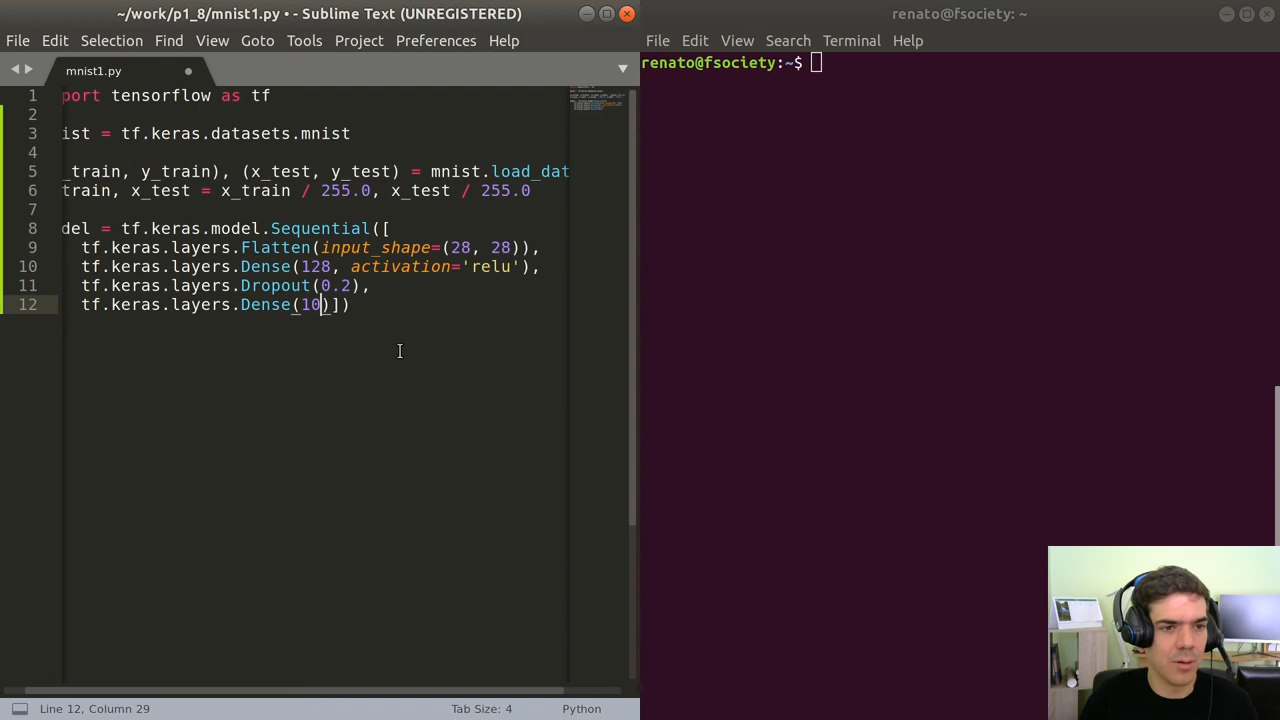 ~/work/p1_8/mnist1.py • - Sublime Text (UNREGISTERED)
File Edit Selection Find View Goto Tools Project Preferences Help
mnist1.py
1 port tensorflow as tf
2
3 ist = tf.keras.datasets.mnist
4
5 _train, y_train), (x_test, y_test) = mnist.load_dat
6 train, x_test = x_train / 255.0, x_test / 255.0
7
8 del = tf.keras.model.Sequential([
9 tf.keras.layers.Flatten(input_shape=(28, 28)),
10 tf.keras.layers.Dense(128, activation='relu'),
11 tf.keras.layers.Dropout(0.2),
12 tf.keras.layers.Dense(10)])
Line 12, Column 29
Tab Size: 4
Python
renato@fsociety: ~
File Edit View Search Terminal Help
renato@fsociety:~$